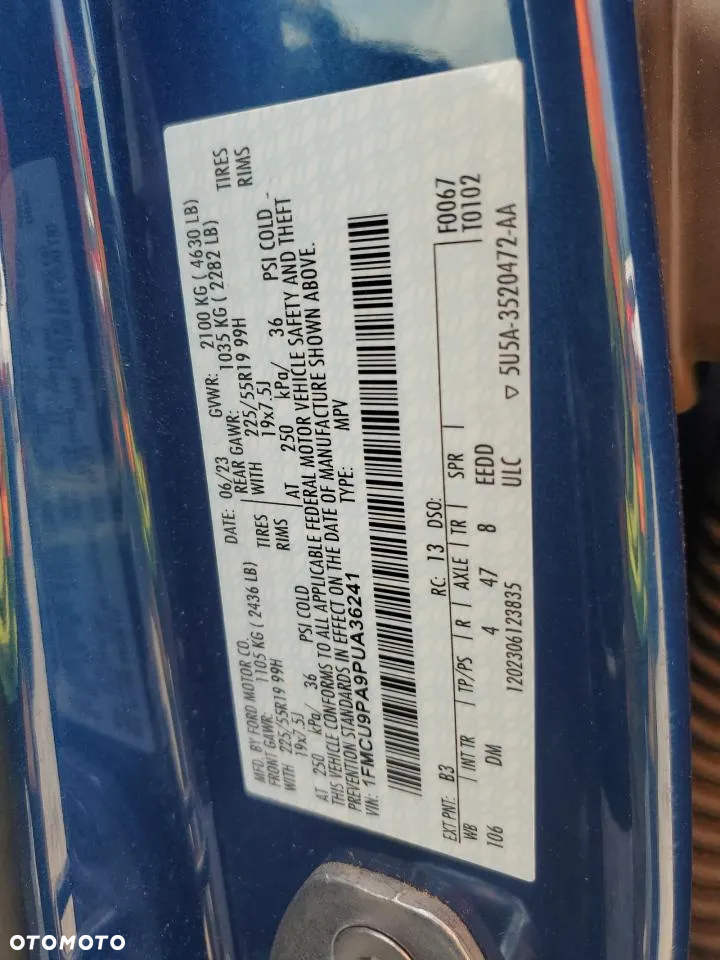 MFD. BY FORD MOTOR CO. DATE: 06/23 GVWR: 2100 KG ( 4630 LB)
FRONT GAWR: 1105 KG ( 2436 LB) REAR GAWR: 1035 KG ( 2282 LB)
WITH 225/55R19 99H TIRES WITH 225/55R19 99H TIRES
19x7.5J RIMS 19x7.5J RIMS
AT 250 kPa/ 36 PSI COLD AT 250 kPa/ 36 PSI COLD
THIS VEHICLE CONFORMS TO ALL APPLICABLE FEDERAL MOTOR VEHICLE SAFETY AND THEFT
PREVENTION STANDARDS IN EFFECT ON THE DATE OF MANUFACTURE SHOWN ABOVE.
VIN: 1FMCU9PA9PUA36241 TYPE: MPV
EXT PNT: B3 RC: 13 DSO: F0067
WB | INT TR | TP/PS | R | AXLE | TR | SPR T0102
106 DM 4 47 8 EEDD
1202306123835 ULC ▽ 5U5A-3520472-AA
OTOMOTO